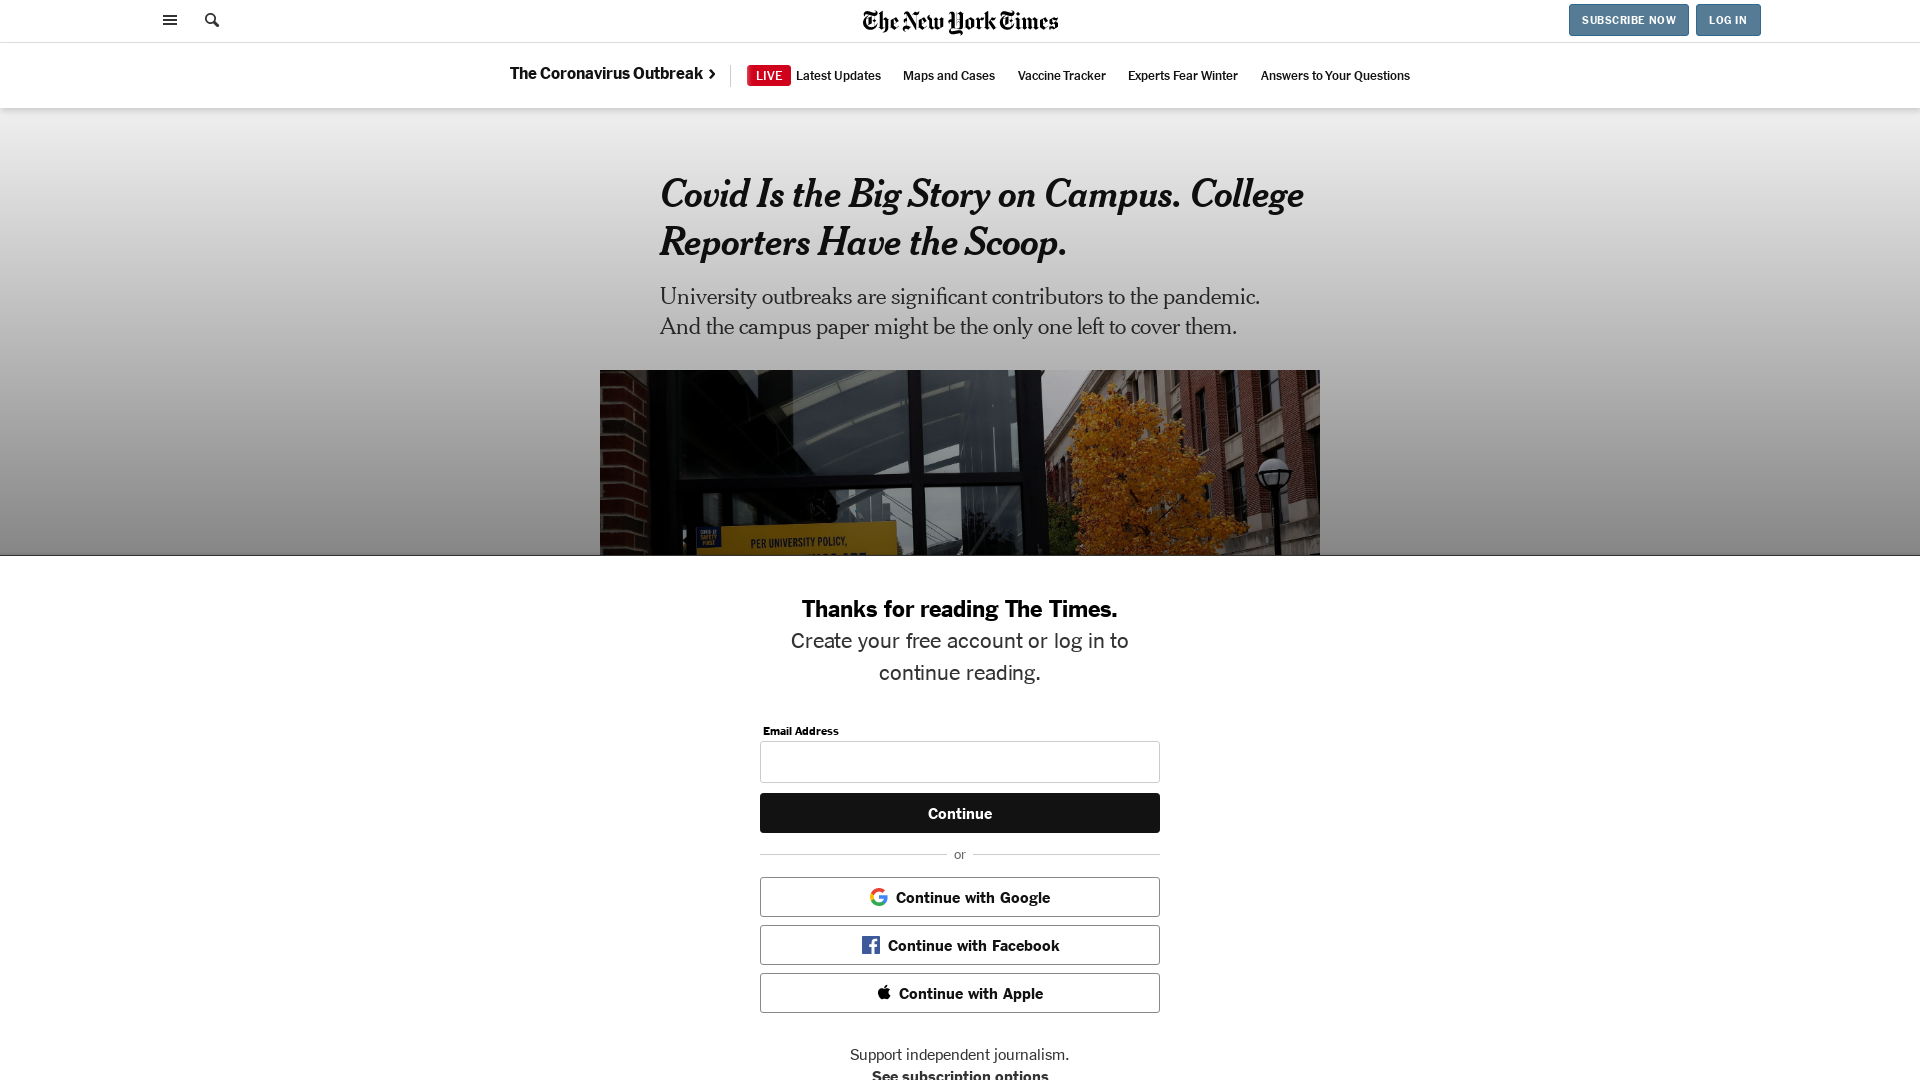 The New York Times
SUBSCRIBE NOW
LOG IN
The Coronavirus Outbreak
LIVE Latest Updates
Maps and Cases
Vaccine Tracker
Experts Fear Winter
Answers to Your Questions
Covid Is the Big Story on Campus. College
Reporters Have the Scoop.
University outbreaks are significant contributors to the pandemic.
And the campus paper might be the only one left to cover them.
PER UNIVERSITY POLICY,
Thanks for reading The Times.
Create your free account or log in to
continue reading.
Email Address
Continue
or
Continue with Google
Continue with Facebook
Continue with Apple
Support independent journalism.
See subscription options